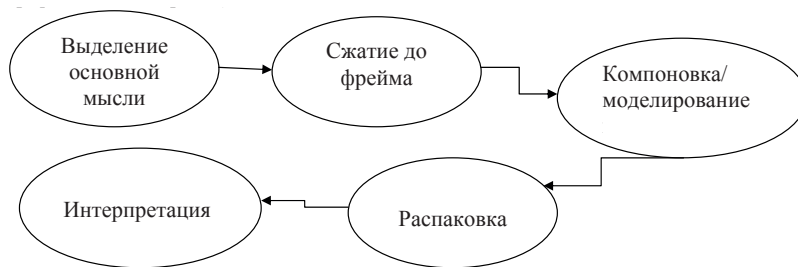 Выделение
основной
мысли
Сжатие до
фрейма
Компоновка/
моделирование
Распаковка
Интерпретация